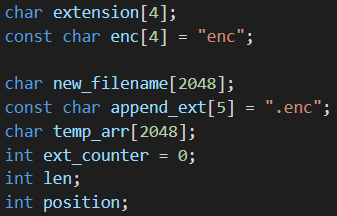 char extension[4];
const char enc[4] = "enc";
char new_filename[2048];
const char append_ext[5] = ".enc";
char temp_arr[2048];
int ext_counter = 0;
int len;
int position;